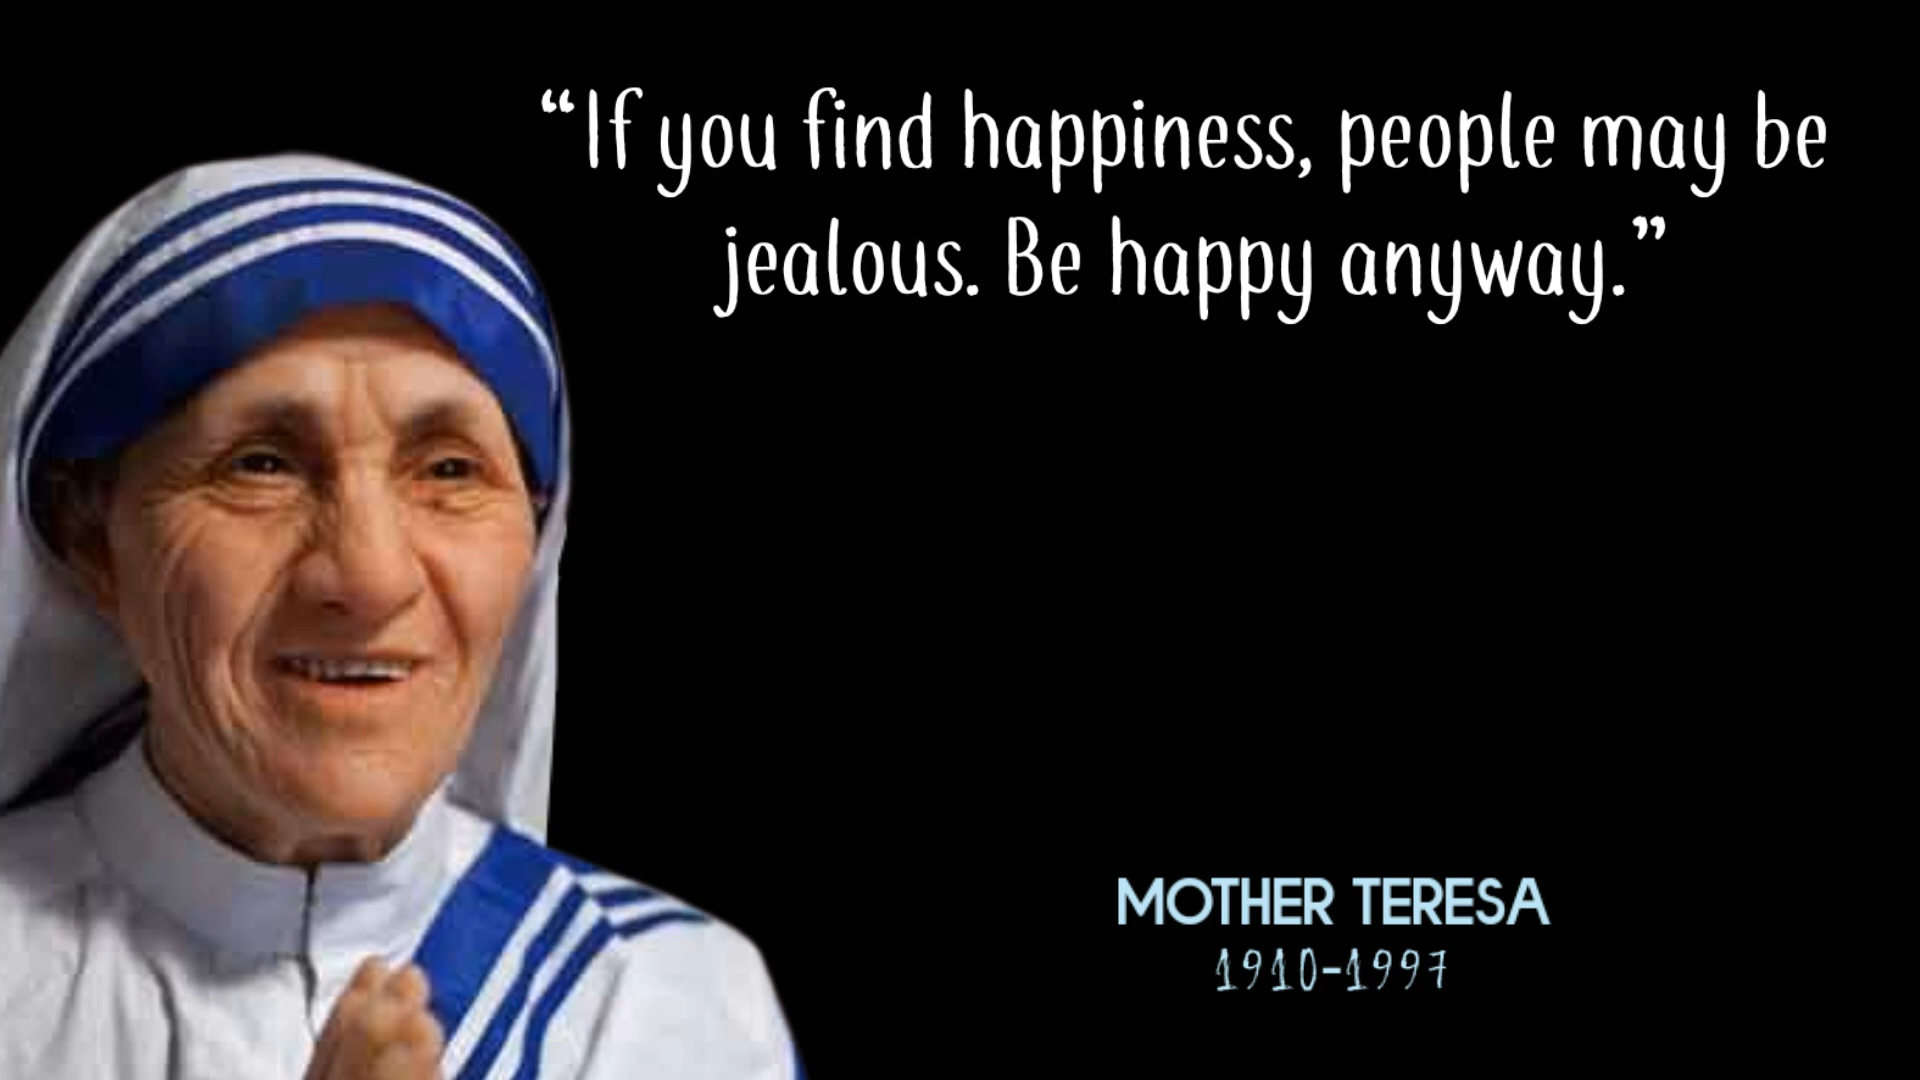 “If you find happiness, people may be
jealous. Be happy anyway.”
MOTHER TERESA
1910-1997